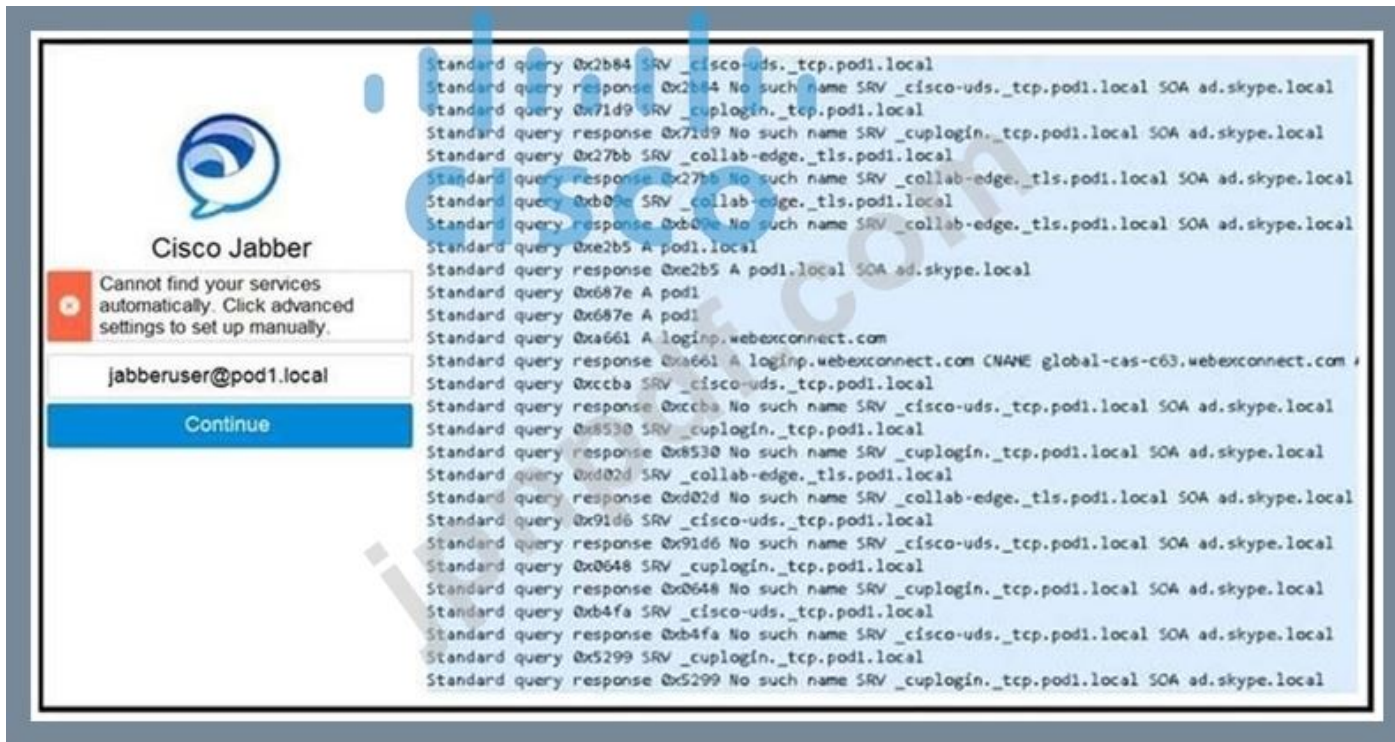 Cisco Jabber
Cannot find your services
automatically. Click advanced
settings to set up manually.
jabberuser@pod1.local
Continue
Standard query 0x2b84 SRV _cisco-uds._tcp.pod1.local
Standard query response 0x2b84 No such name SRV _cisco-uds._tcp.pod1.local SOA ad.skype.local
Standard query 0x71d9 SRV _cuplogin._tcp.pod1.local
Standard query response 0x71d9 No such name SRV _cuplogin._tcp.pod1.local SOA ad.skype.local
Standard query 0x27bb SRV _collab-edge._tls.pod1.local
Standard query response 0x27bb No such name SRV _collab-edge._tls.pod1.local SOA ad.skype.local
Standard query 0xb09e SRV _collab-edge._tls.pod1.local
Standard query response 0xb09e No such name SRV _collab-edge._tls.pod1.local SOA ad.skype.local
Standard query 0xe2b5 A pod1.local
Standard query response 0xe2b5 A pod1.local SOA ad.skype.local
Standard query 0x687e A pod1
Standard query 0x687e A pod1
Standard query 0xa661 A loginp.webexconnect.com
Standard query response 0xa661 A loginp.webexconnect.com CNAME global-cas-c63.webexconnect.com
Standard query 0xccba SRV _cisco-uds._tcp.pod1.local
Standard query response 0xccba No such name SRV _cisco-uds._tcp.pod1.local SOA ad.skype.local
Standard query 0x8530 SRV _cuplogin._tcp.pod1.local
Standard query response 0x8530 No such name SRV _cuplogin._tcp.pod1.local SOA ad.skype.local
Standard query 0xd02d SRV _collab-edge._tls.pod1.local
Standard query response 0xd02d No such name SRV _collab-edge._tls.pod1.local SOA ad.skype.local
Standard query 0x91d6 SRV _cisco-uds._tcp.pod1.local
Standard query response 0x91d6 No such name SRV _cisco-uds._tcp.pod1.local SOA ad.skype.local
Standard query 0x0648 SRV _cuplogin._tcp.pod1.local
Standard query response 0x0648 No such name SRV _cuplogin._tcp.pod1.local SOA ad.skype.local
Standard query 0xb4fa SRV _cisco-uds._tcp.pod1.local
Standard query response 0xb4fa No such name SRV _cisco-uds._tcp.pod1.local SOA ad.skype.local
Standard query 0x5299 SRV _cuplogin._tcp.pod1.local
Standard query response 0x5299 No such name SRV _cuplogin._tcp.pod1.local SOA ad.skype.local
cisco